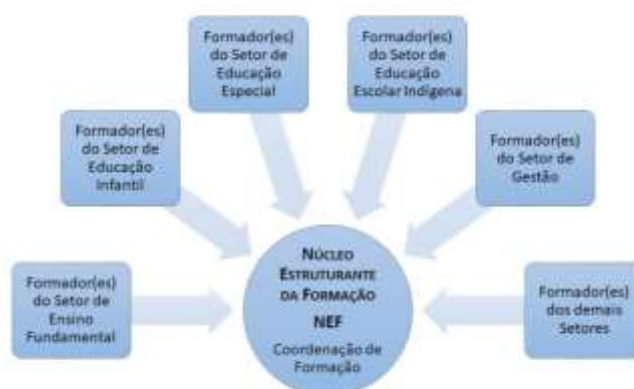 Formador(es)
do Setor de
Educação
Especial
Formador(es)
do Setor de
Educação
Escolar Indígena
Formador(es)
do Setor de
Educação
Infantil
Formador(es)
do Setor de
Gestão
Formador(es)
do Setor de
Ensino
Fundamental
NÚCLEO
ESTRUTURANTE
DA FORMAÇÃO
NEF
Coordenação de
Formação
Formador(es)
dos demais
Setores